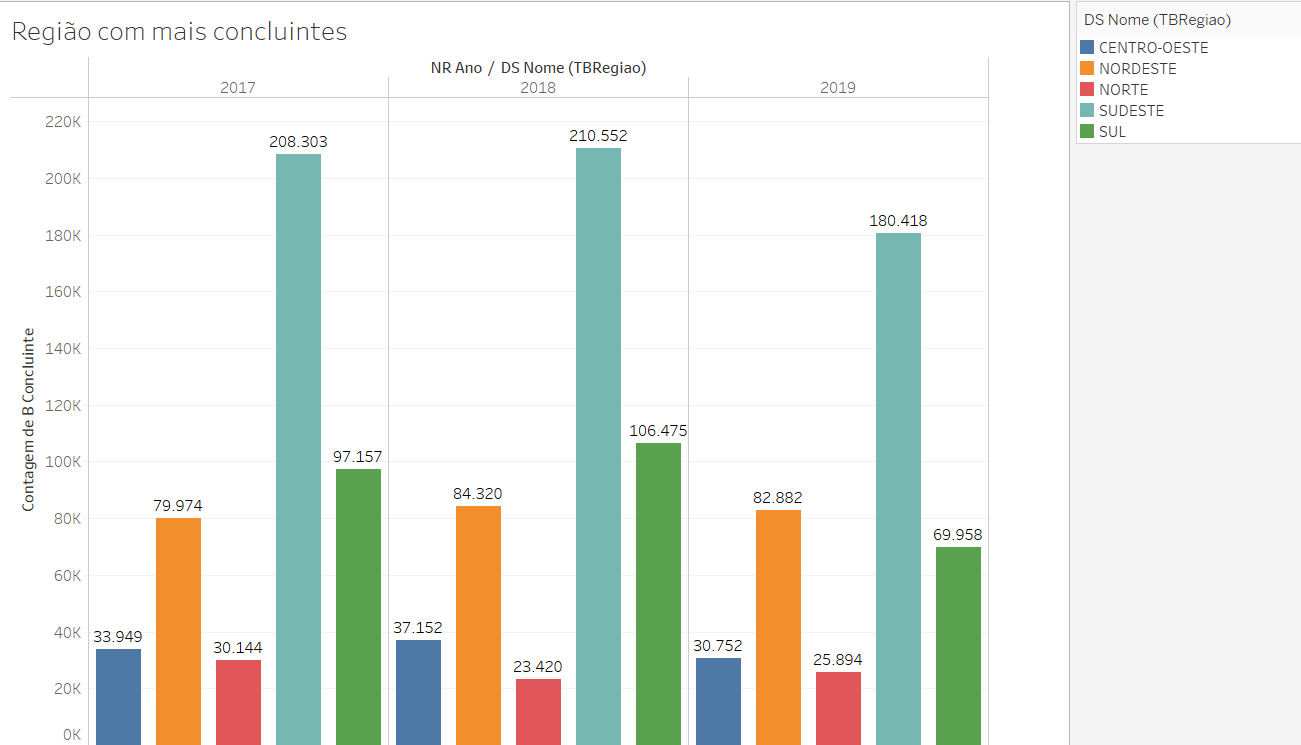 Região com mais concluintes
NR Ano / DS Nome (TBRegiao)
2017
2018
2019
220K
200K
180K
160K
140K
120K
100K
80K
60K
40K
20K
0K
Contagem de B Concluinte
33.949
79.974
30.144
208.303
97.157
37.152
84.320
23.420
210.552
106.475
30.752
82.882
25.894
180.418
69.958
DS Nome (TBRegiao)
CENTRO-OESTE
NORDESTE
NORTE
SUDESTE
SUL